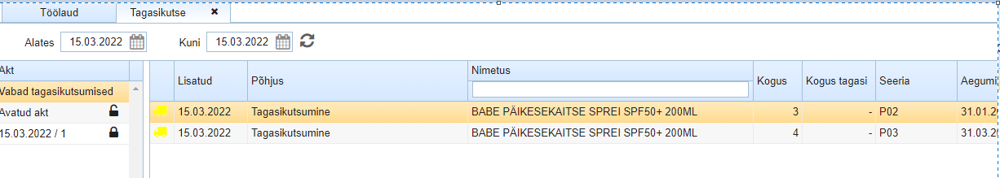 Töölaud Tagasikutse ×
Alates 15.03.2022 Kuni 15.03.2022
Akt
Vabad tagasikutsumised
Avatud akt
15.03.2022 / 1
Lisatud Põhjus Nimetus Kogus Kogus tagasi Seeria Aegumi
15.03.2022 Tagasikutsumine BABE PÄIKESEKAITSE SPREI SPF50+ 200ML 3 - P02 31.01.20
15.03.2022 Tagasikutsumine BABE PÄIKESEKAITSE SPREI SPF50+ 200ML 4 - P03 31.03.20